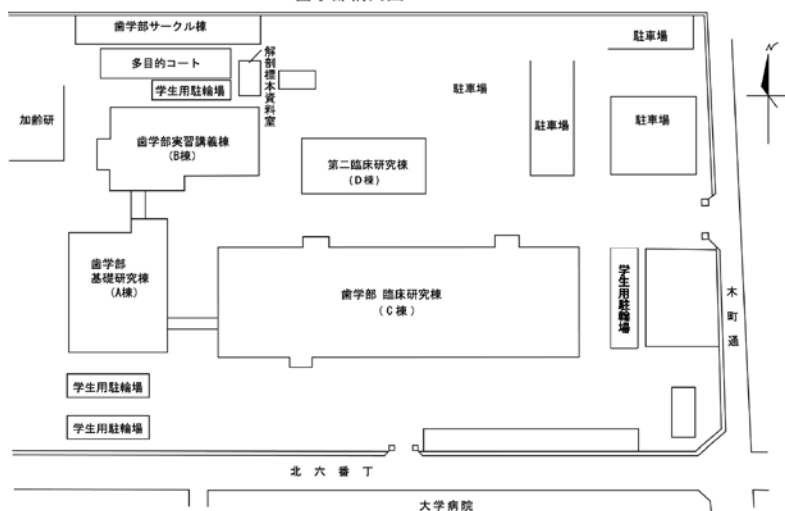 歯学部サークル棟
駐車場
多目的コート
解剖標本資料室
学生用駐輪場
駐車場
加齢研
歯学部実習講義棟
(B棟)
駐車場
駐車場
第二臨床研究棟
(D棟)
歯学部
基礎研究棟
(A棟)
歯学部 臨床研究棟
(C棟)
学生用駐輪場
木町通
学生用駐輪場
学生用駐輪場
北六番丁
大学病院
N